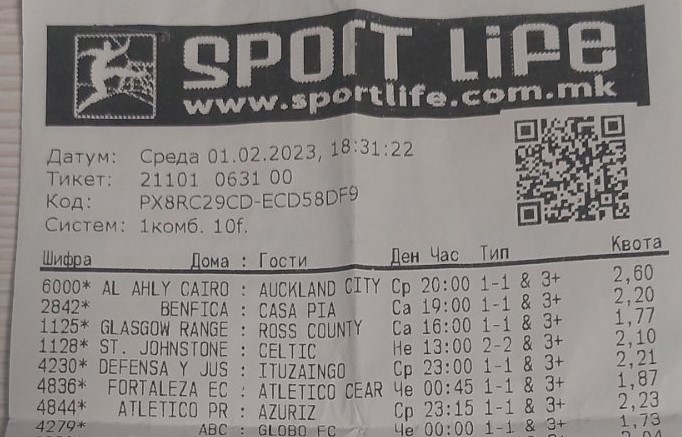 SPORT LIFE
www.sportlife.com.mk
Датум: Среда 01.02.2023, 18:31:22
Тикет: 21101 0631 00
Код: PX8RC29CD-ECD58DF9
Систем: 1комб. 10f.
Шифра Дома : Гости Ден Час Тип Квота
6000* AL AHLY CAIRO : AUCKLAND CITY Ср 20:00 1-1 & 3+ 2,60
2842* BENFICA : CASA PIA Са 19:00 1-1 & 3+ 2,20
1125* GLASGOW RANGE : ROSS COUNTY Са 16:00 1-1 & 3+ 1,77
1128* ST. JOHNSTONE : CELTIC Не 13:00 2-2 & 3+ 2,10
4230* DEFENSA Y JUS : ITUZAINGO Ср 23:00 1-1 & 3+ 2,21
4836* FORTALEZA EC : ATLETICO CEAR Че 00:45 1-1 & 3+ 1,87
4844* ATLETICO PR : AZURIZ Ср 23:15 1-1 & 3+ 2,23
4279* ABC : GLOBO FC Че 00:00 1-1 & 3+ 1,73